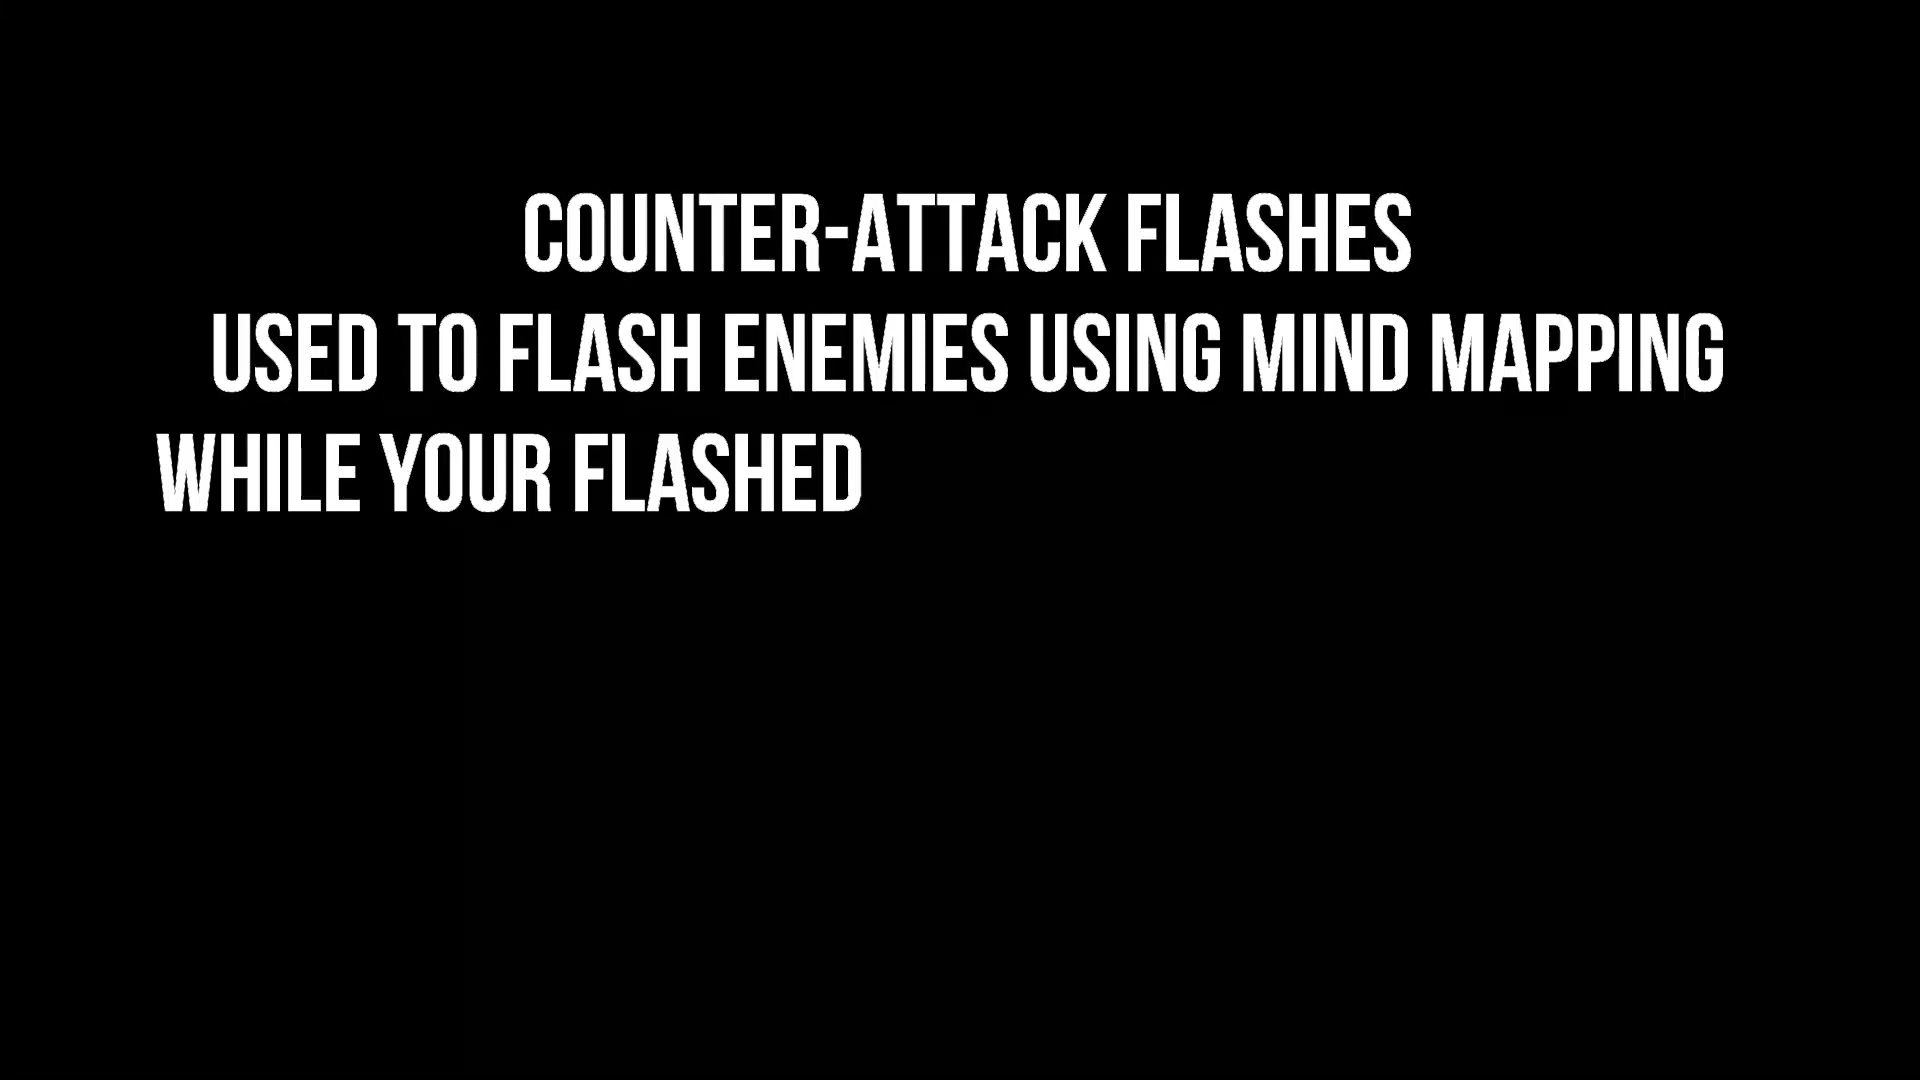 COUNTER-ATTACK FLASHES
USED TO FLASH ENEMIES USING MIND MAPPING
WHILE YOUR FLASHED